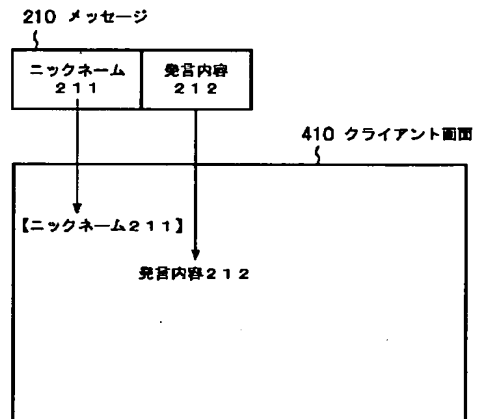 210 メッセージ
ニックネーム
211
発言内容
212
410 クライアント画面
【ニックネーム211】
発言内容212